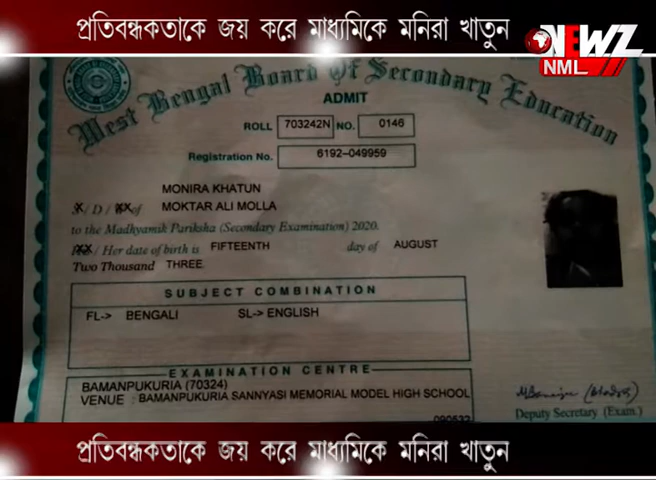 প্রতিবন্ধকতাকে জয় করে মাধ্যমিকে মনিরা খাতুন
NEWZ
NML
West Bengal Board Of Secondary Education
ADMIT
ROLL 703242N NO. 0146
Registration No. 6192-049959
MONIRA KHATUN
/ D / of MOKTAR ALI MOLLA
to the Madhyamik Pariksha (Secondary Examination) 2020.
/ Her date of birth is FIFTEENTH day of AUGUST
Two Thousand THREE
SUBJECT COMBINATION
FL-> BENGALI SL-> ENGLISH
EXAMINATION CENTRE
BAMANPUKURIA (70324)
VENUE : BAMANPUKURIA SANNYASI MEMORIAL MODEL HIGH SCHOOL
090532
Deputy Secretary (Exam.)
প্রতিবন্ধকতাকে জয় করে মাধ্যমিকে মনিরা খাতুন